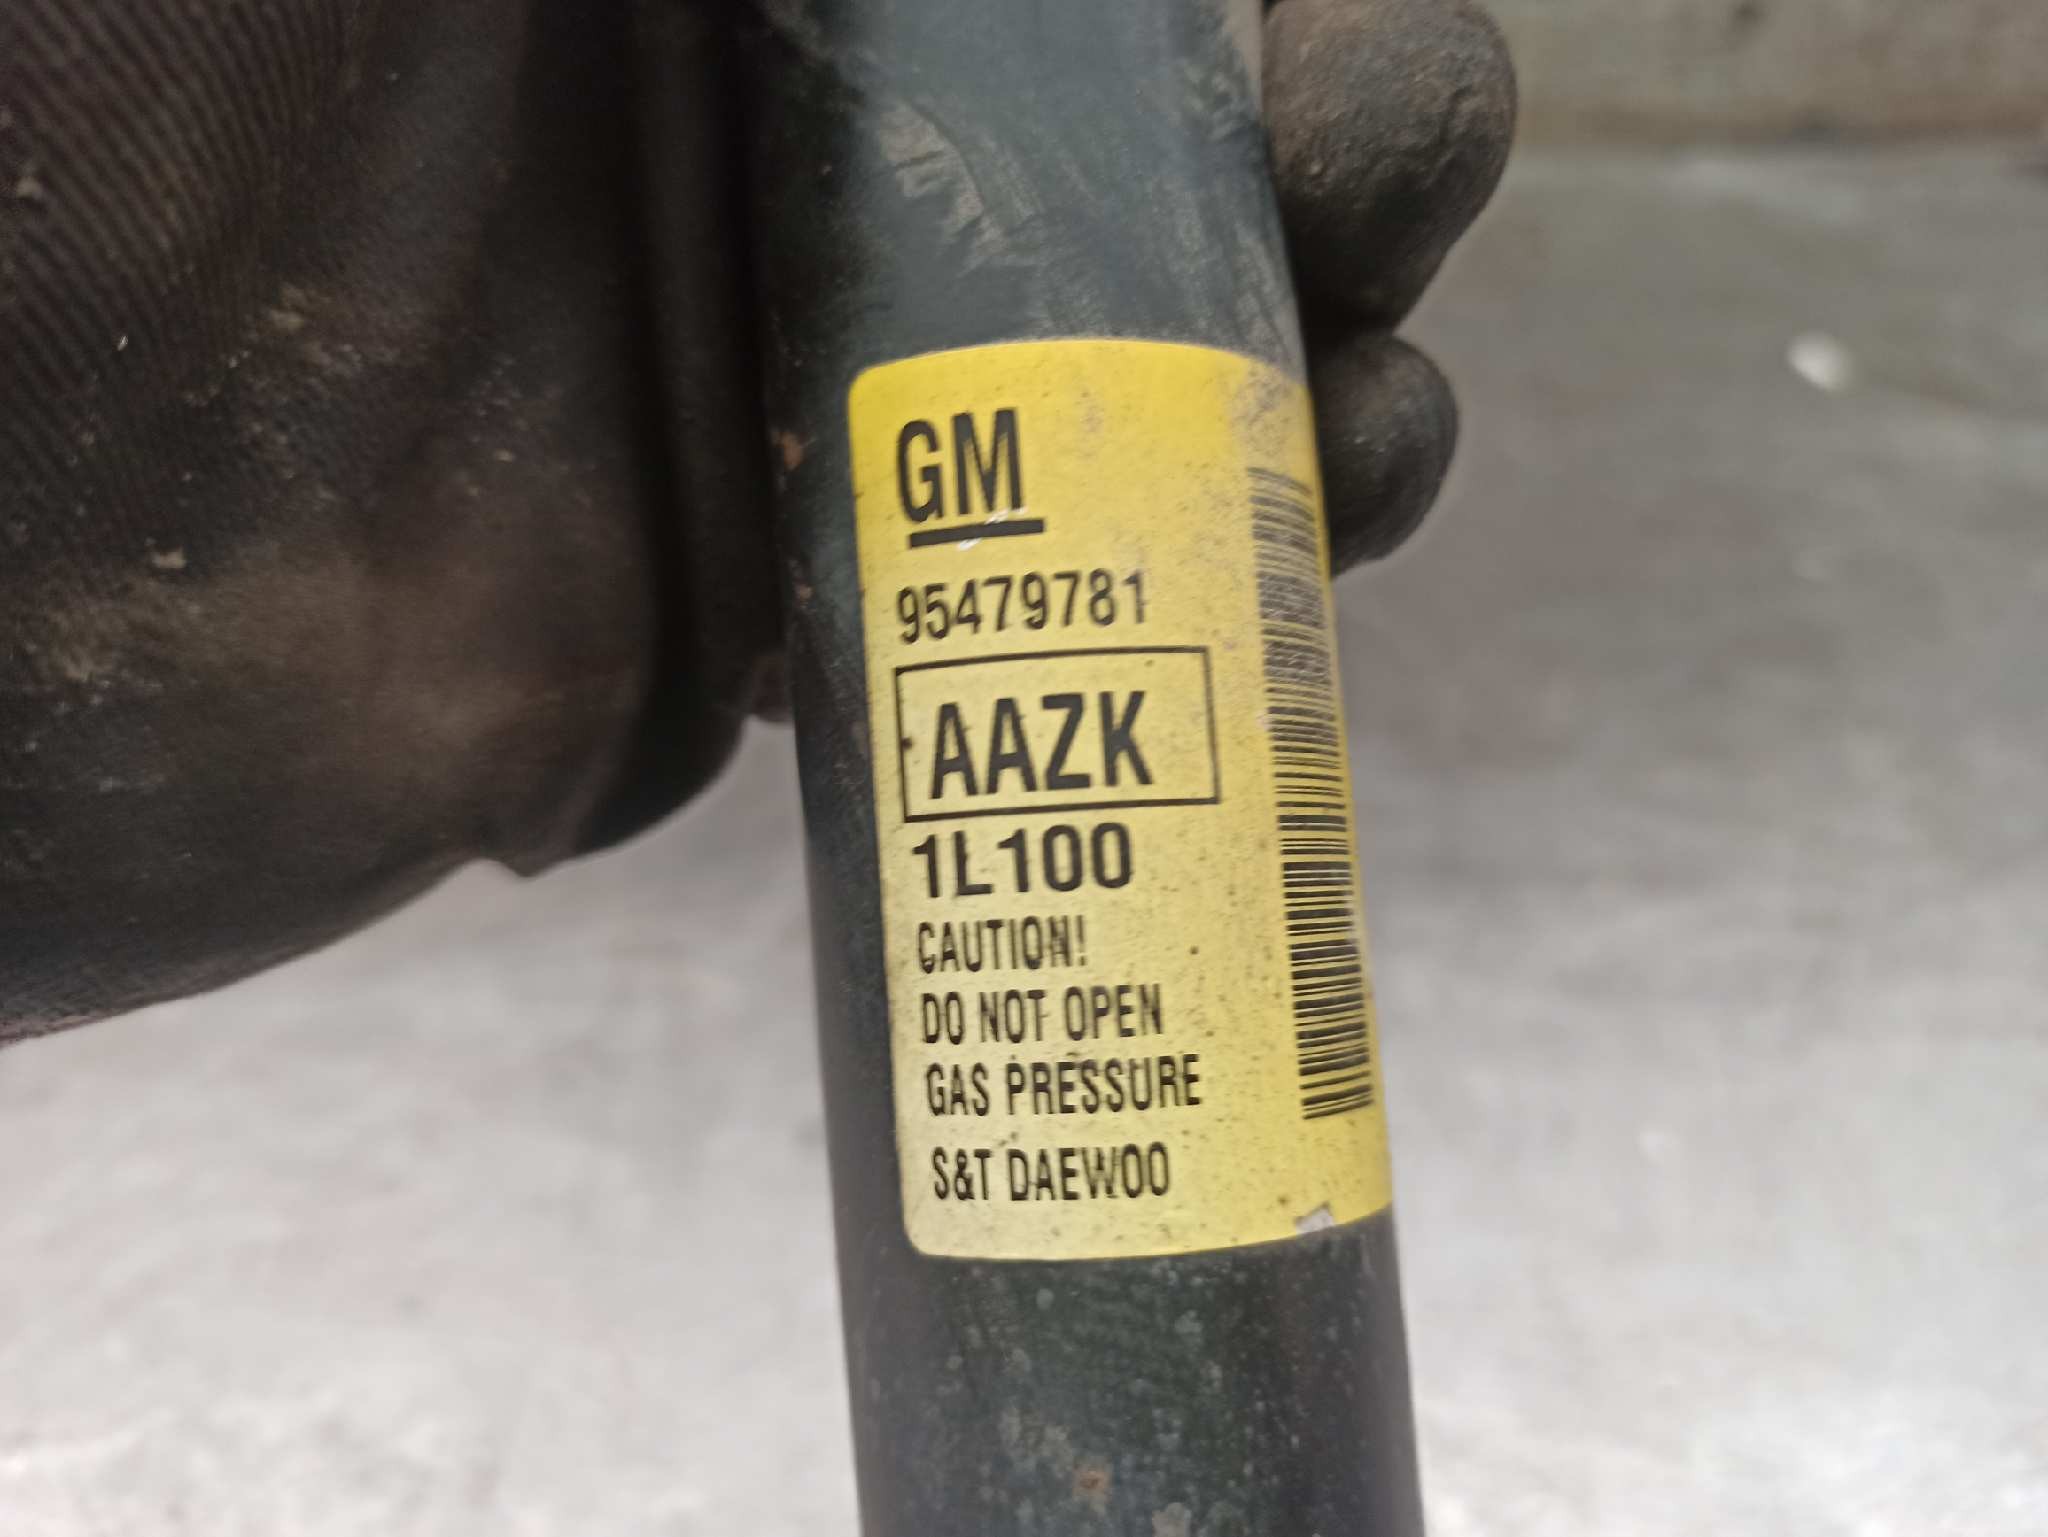 GM
95479781
AAZK
1L100
CAUTION!
DO NOT OPEN
GAS PRESSURE
S&T DAEWOO